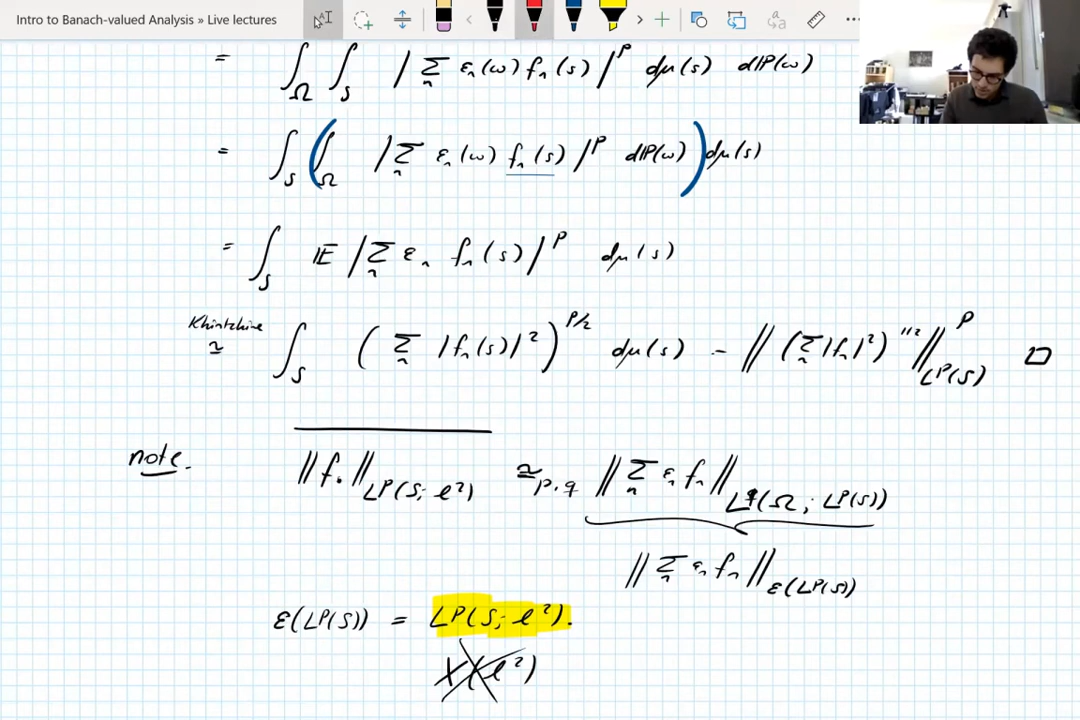 Intro to Banach-valued Analysis » Live lectures
= ∫_Ω ∫_S |Σ_n ε_n(ω) f_n(s)|^p dμ(s) dℙ(ω)
= ∫_S (∫_Ω |Σ_n ε_n(ω) f_n(s)|^p dℙ(ω)) dμ(s)
= ∫_S 𝔼 |Σ_n ε_n f_n(s)|^p dμ(s)
Khintchine
≃ ∫_S (Σ_n |f_n(s)|^2)^{p/2} dμ(s) = ‖(Σ_n |f_n|^2)^{1/2}‖^p_{L^p(S)} □
note. ‖f.‖_{L^p(S; ℓ^2)} ≃_{p,q} ‖Σ_n ε_n f_n‖_{L^q(Ω; L^p(S))}
‖Σ_n ε_n f_n‖_{ε(L^p(S))}
ε(L^p(S)) = L^p(S; ℓ^2).
X(ℓ^2)